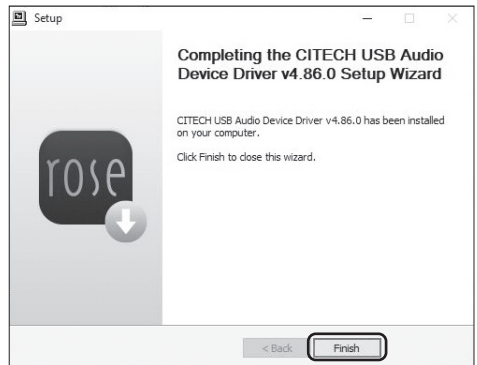 Setup
Completing the CITECH USB Audio
Device Driver v4.86.0 Setup Wizard
CITECH USB Audio Device Driver v4.86.0 has been installed
on your computer.
Click Finish to close this wizard.
rose
< Back
Finish